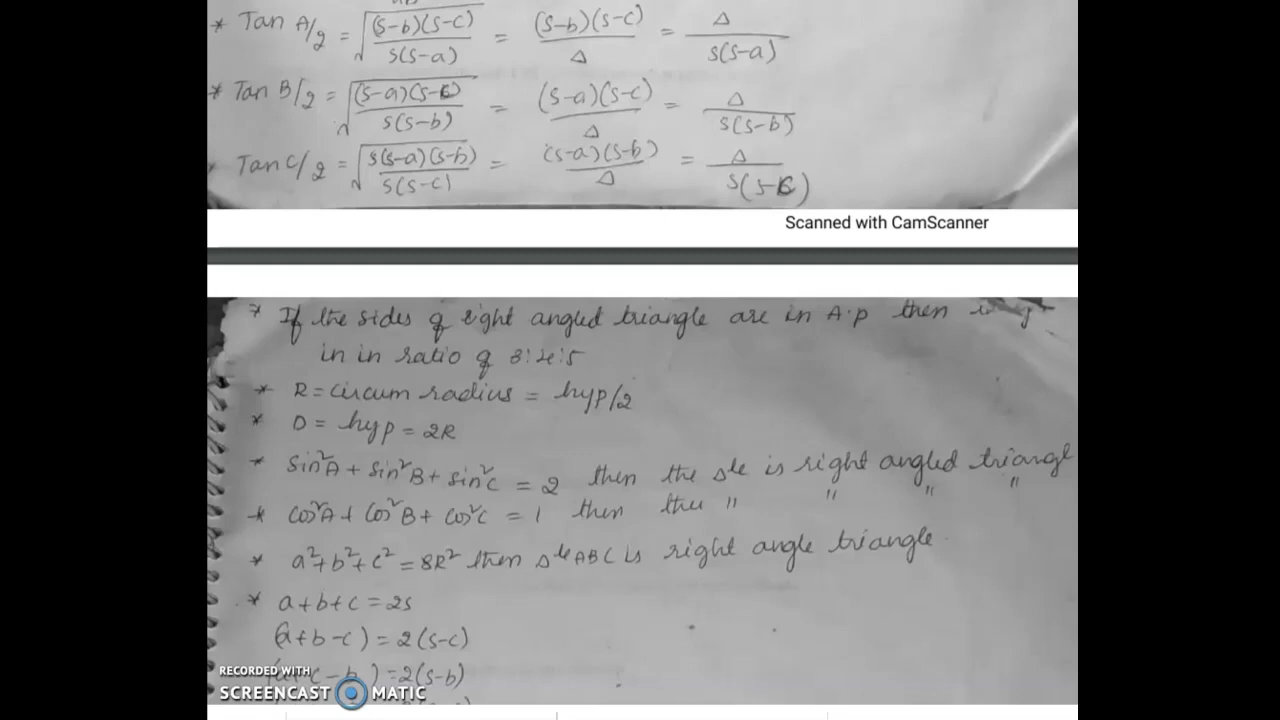 * Tan A/2 = √(s-b)(s-c)/s(s-a) = (s-b)(s-c)/Δ = Δ/s(s-a)
* Tan B/2 = √(s-a)(s-c)/s(s-b) = (s-a)(s-c)/Δ = Δ/s(s-b)
* Tan C/2 = √s(s-a)(s-b)/s(s-c) = (s-a)(s-b)/Δ = Δ/s(s-c)
Scanned with CamScanner
* If the sides of right angled triangle are in A.p then
in in ratio of 3:4:5
* R = circum radius = hyp/2
* D = hyp = 2R
* sin²A + sin²B + sin²C = 2 then the Δle is right angled triangl
* cos²A + cos²B + cos²C = 1 then the " " " "
* a²+b²+c² = 8R² then Δle ABC is right angle triangle.
* a+b+c = 2s
(a+b-c) = 2(s-c)
c-b) = 2(s-b)
RECORDED WITH
SCREENCAST MATIC